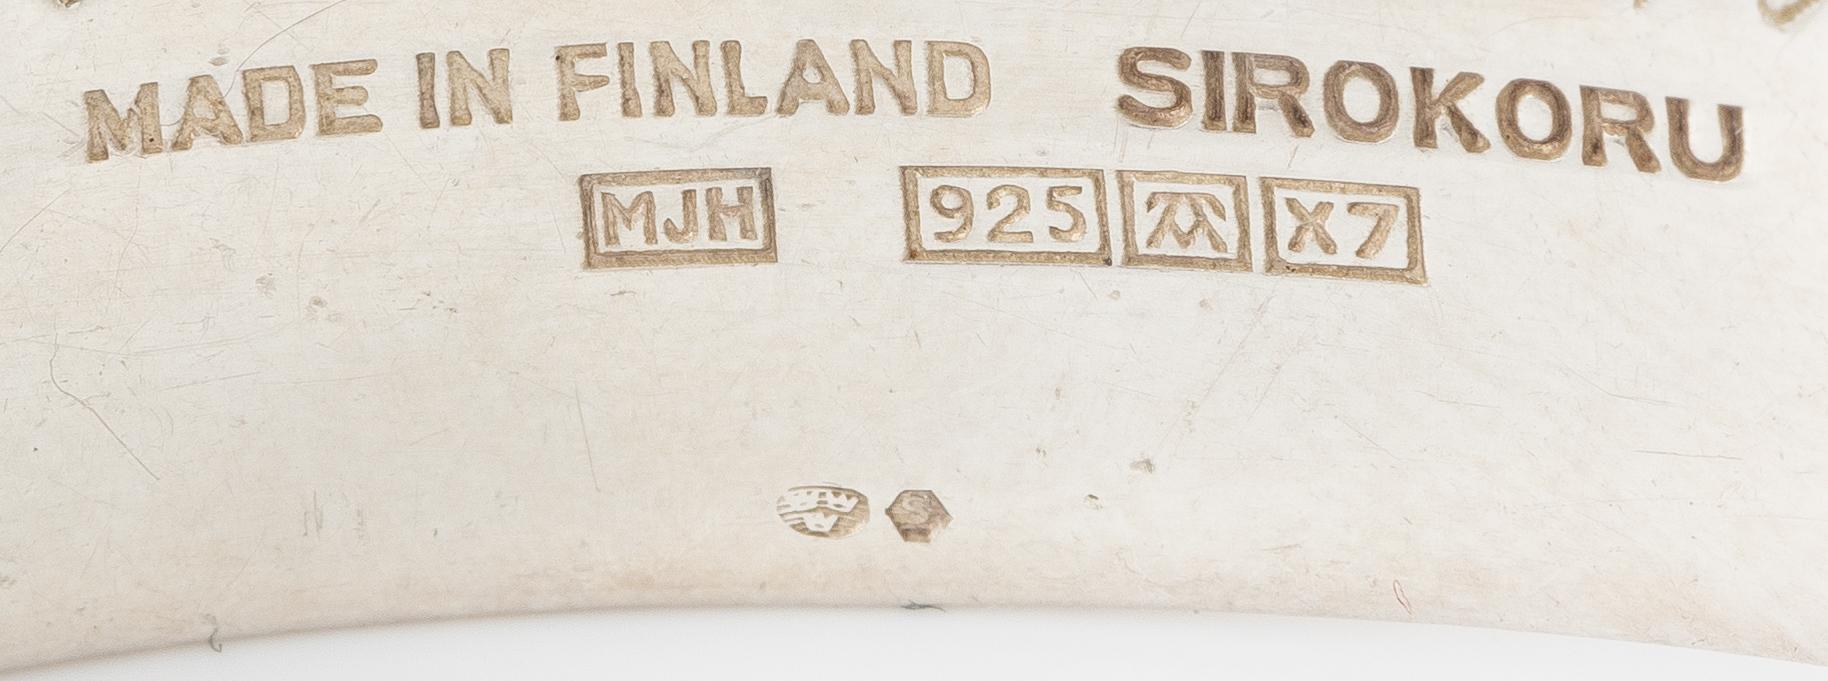 MADE IN FINLAND SIROKORU
MJH 925 X7
S